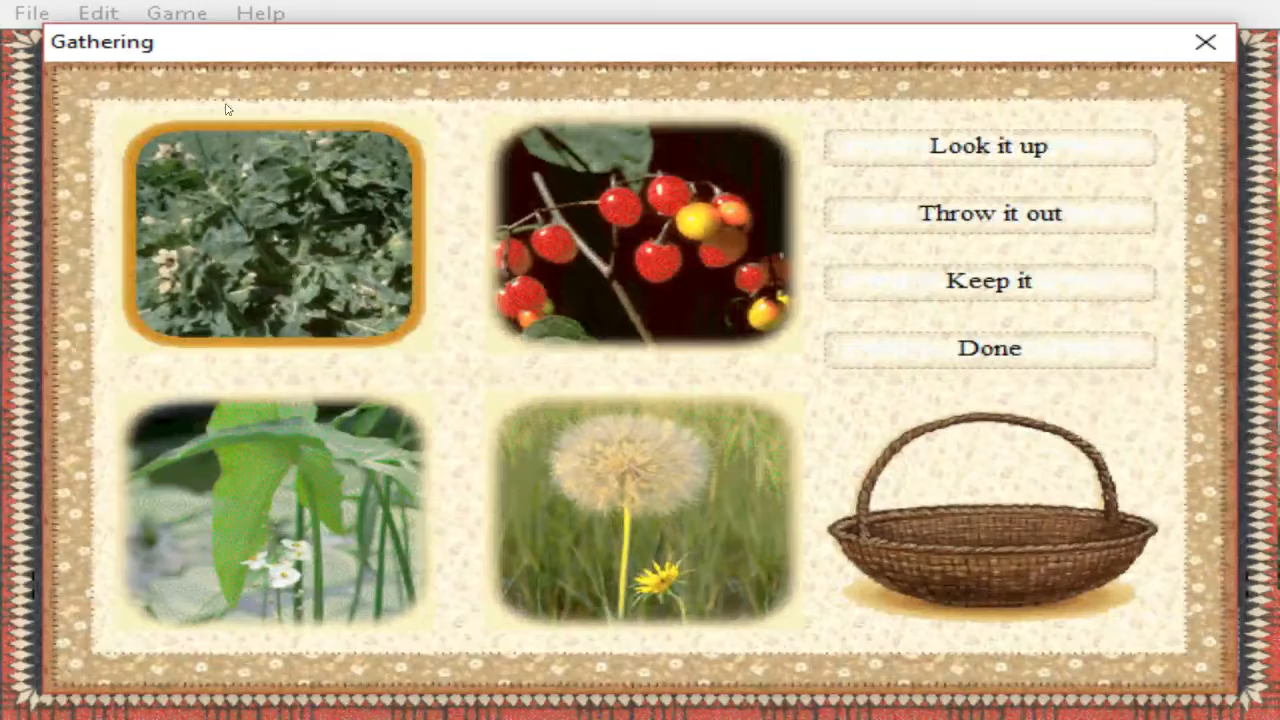 File Edit Game Help
Gathering
Look it up
Throw it out
Keep it
Done